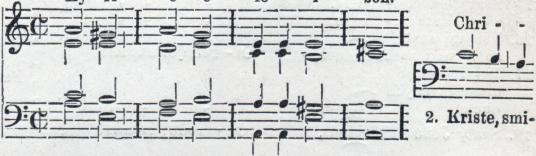 Chri - -
2. Kriste, smi-